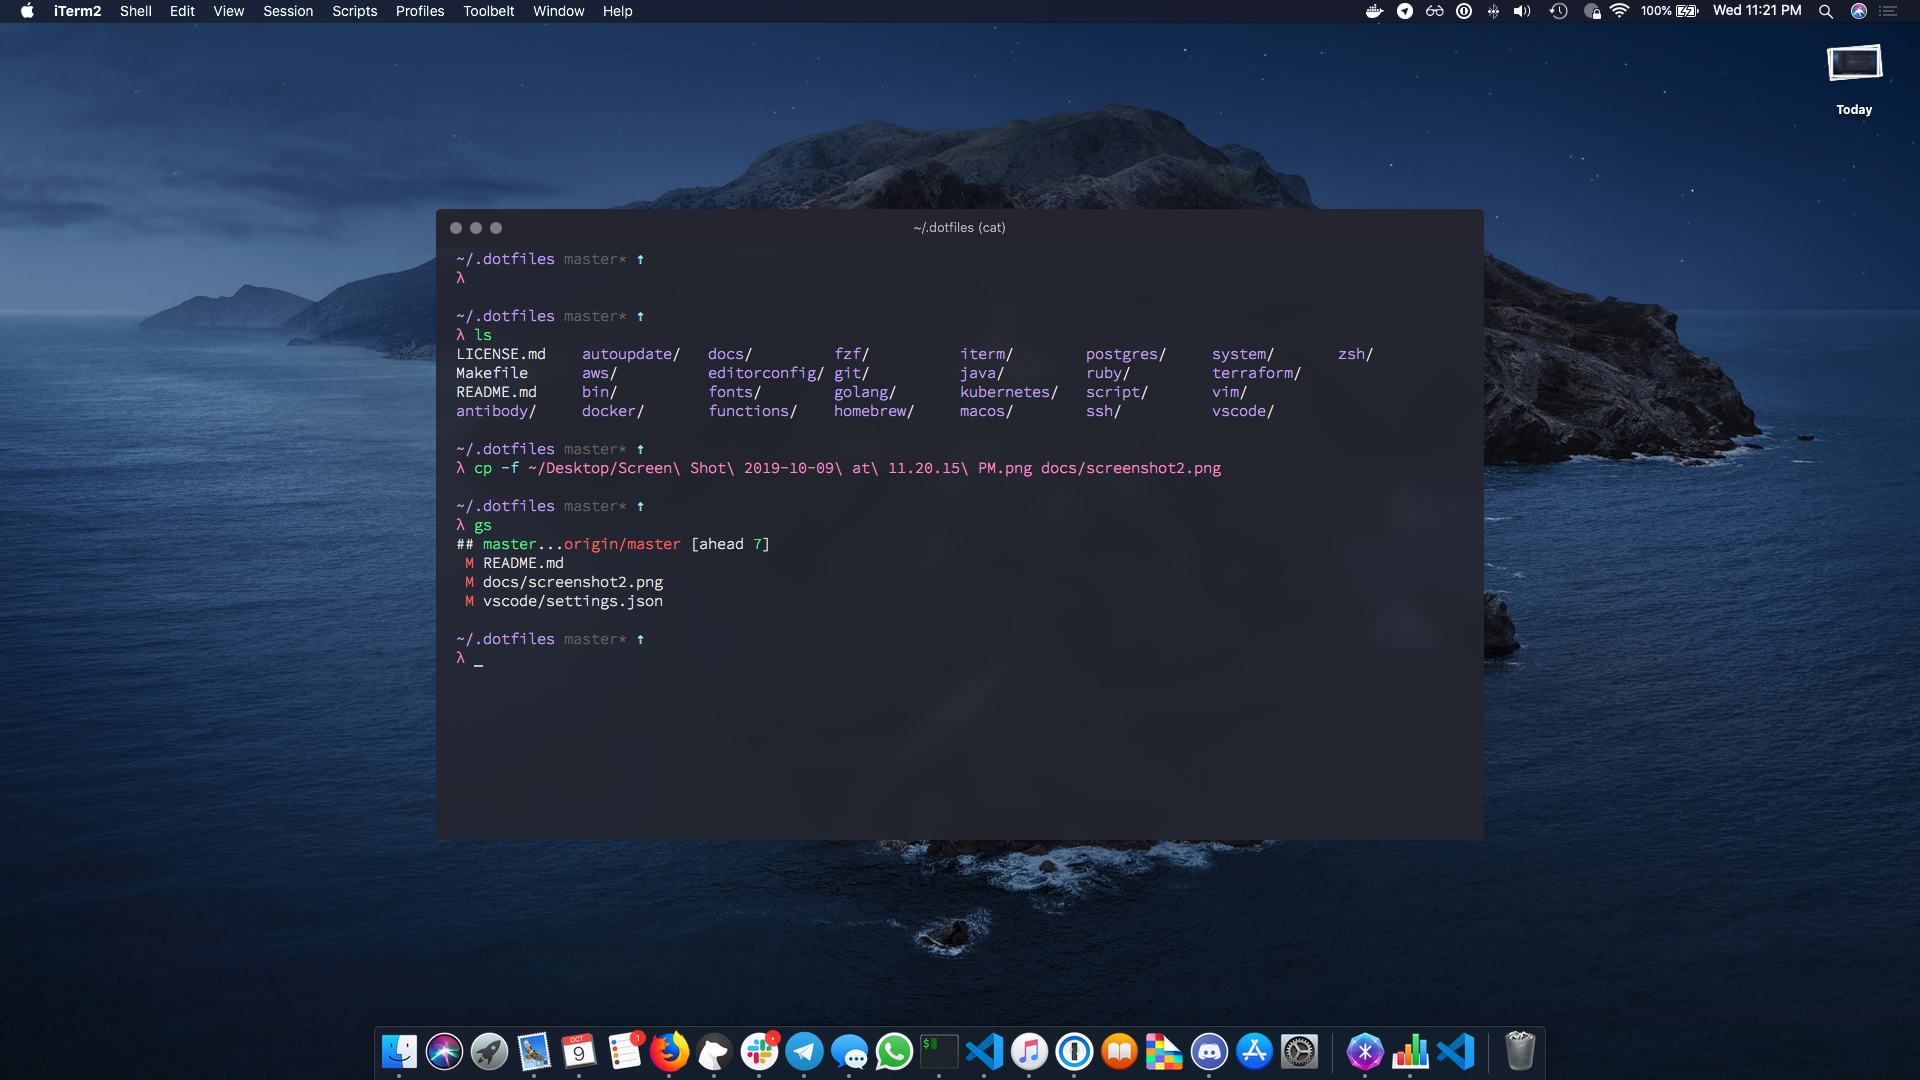 iTerm2 Shell Edit View Session Scripts Profiles Toolbelt Window Help 100% Wed 11:21 PM
Today
~/.dotfiles (cat)
~/.dotfiles master* ↑
λ
~/.dotfiles master* ↑
λ ls
LICENSE.md autoupdate/ docs/ fzf/ iterm/ postgres/ system/ zsh/
Makefile aws/ editorconfig/ git/ java/ ruby/ terraform/
README.md bin/ fonts/ golang/ kubernetes/ script/ vim/
antibody/ docker/ functions/ homebrew/ macos/ ssh/ vscode/
~/.dotfiles master* ↑
λ cp -f ~/Desktop/Screen\ Shot\ 2019-10-09\ at\ 11.20.15\ PM.png docs/screenshot2.png
~/.dotfiles master* ↑
λ gs
## master...origin/master [ahead 7]
M README.md
M docs/screenshot2.png
M vscode/settings.json
~/.dotfiles master* ↑
λ _
OCT
9
1
$